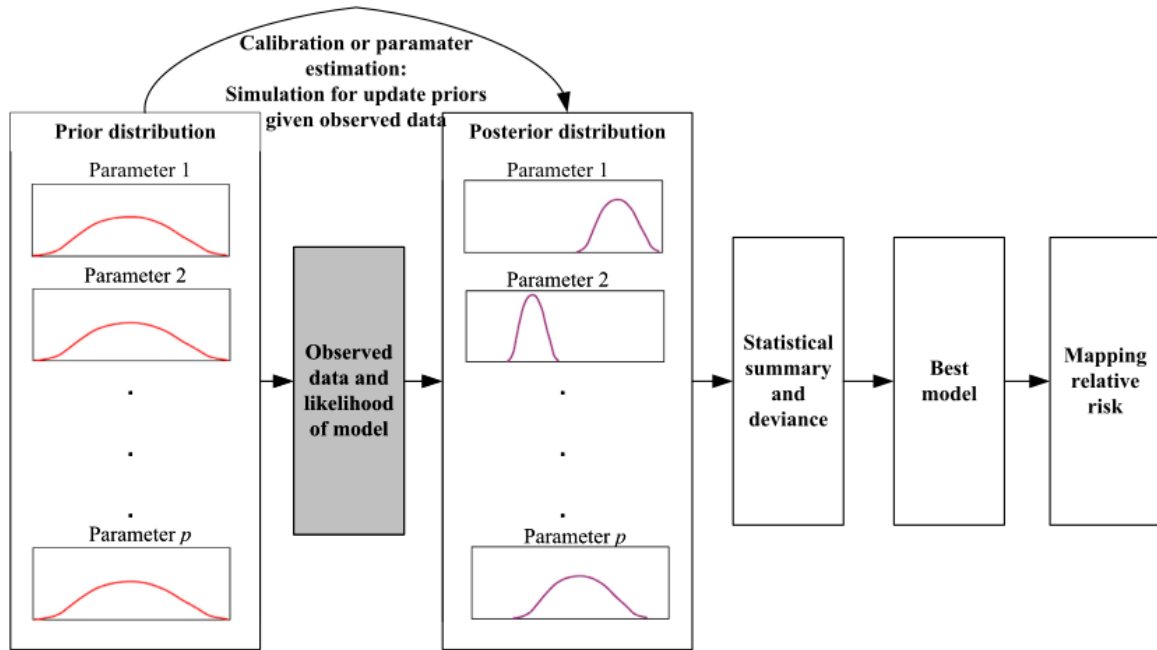 Calibration or paramater
estimation:
Simulation for update priors
given observed data
Prior distribution
Parameter 1
Parameter 2
.
.
.
Parameter p
Observed
data and
likelihood
of model
Posterior distribution
Parameter 1
Parameter 2
.
.
.
Parameter p
Statistical
summary
and
deviance
Best
model
Mapping
relative
risk